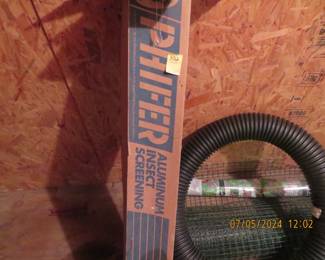 PHIFER
ALUMINUM
INSECT
SCREENING
07/05/2024 12:02